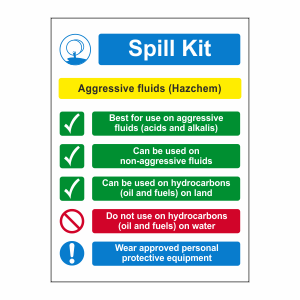 Spill Kit
Aggressive fluids (Hazchem)
Best for use on aggressive
fluids (acids and alkalis)
Can be used on
non-aggressive fluids
Can be used on hydrocarbons
(oil and fuels) on land
Do not use on hydrocarbons
(oil and fuels) on water
Wear approved personal
protective equipment